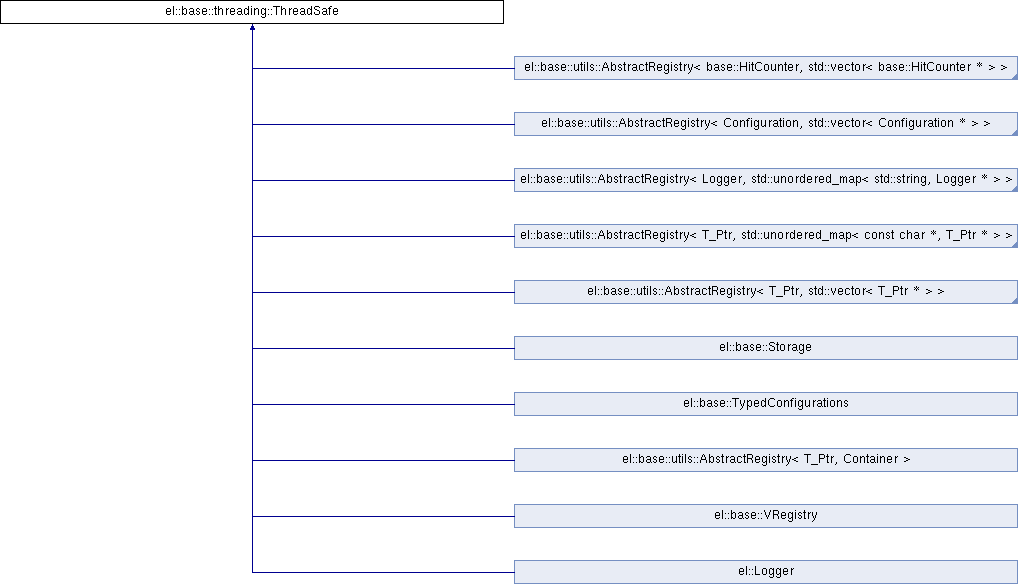 el::base::threading::ThreadSafe
el::base::utils::AbstractRegistry< base::HitCounter, std::vector< base::HitCounter * > >
el::base::utils::AbstractRegistry< Configuration, std::vector< Configuration * > >
el::base::utils::AbstractRegistry< Logger, std::unordered_map< std::string, Logger * > >
el::base::utils::AbstractRegistry< T_Ptr, std::unordered_map< const char *, T_Ptr * > >
el::base::utils::AbstractRegistry< T_Ptr, std::vector< T_Ptr * > >
el::base::Storage
el::base::TypedConfigurations
el::base::utils::AbstractRegistry< T_Ptr, Container >
el::base::VRegistry
el::Logger